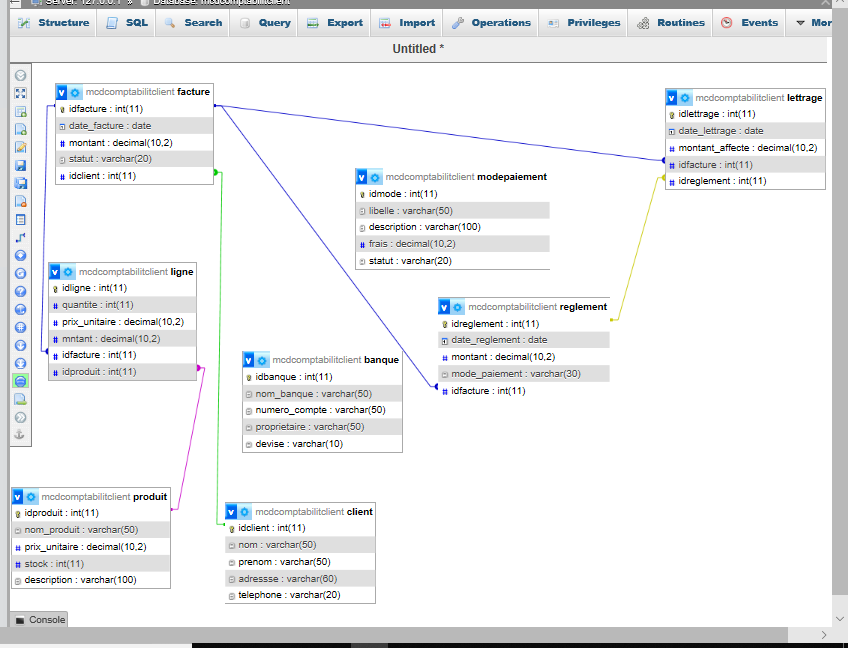 Server: 127.0.0.1 » Database: mcdcomptabilitclient
Structure SQL Search Query Export Import Operations Privileges Routines Events Mor
Untitled *
mcdcomptabilitclient facture
idfacture : int(11)
date_facture : date
montant : decimal(10,2)
statut : varchar(20)
idclient : int(11)
mcdcomptabilitclient lettrage
idlettrage : int(11)
date_lettrage : date
montant_affecte : decimal(10,2)
idfacture : int(11)
idreglement : int(11)
mcdcomptabilitclient modepaiement
idmode : int(11)
libelle : varchar(50)
description : varchar(100)
frais : decimal(10,2)
statut : varchar(20)
mcdcomptabilitclient ligne
idligne : int(11)
quantite : int(11)
prix_unitaire : decimal(10,2)
mntant : decimal(10,2)
idfacture : int(11)
idproduit : int(11)
mcdcomptabilitclient reglement
idreglement : int(11)
date_reglement : date
montant : decimal(10,2)
mode_paiement : varchar(30)
idfacture : int(11)
mcdcomptabilitclient banque
idbanque : int(11)
nom_banque : varchar(50)
numero_compte : varchar(50)
proprietaire : varchar(50)
devise : varchar(10)
mcdcomptabilitclient produit
idproduit : int(11)
nom_produit : varchar(50)
prix_unitaire : decimal(10,2)
stock : int(11)
description : varchar(100)
mcdcomptabilitclient client
idclient : int(11)
nom : varchar(50)
prenom : varchar(50)
adressse : varchar(60)
telephone : varchar(20)
Console